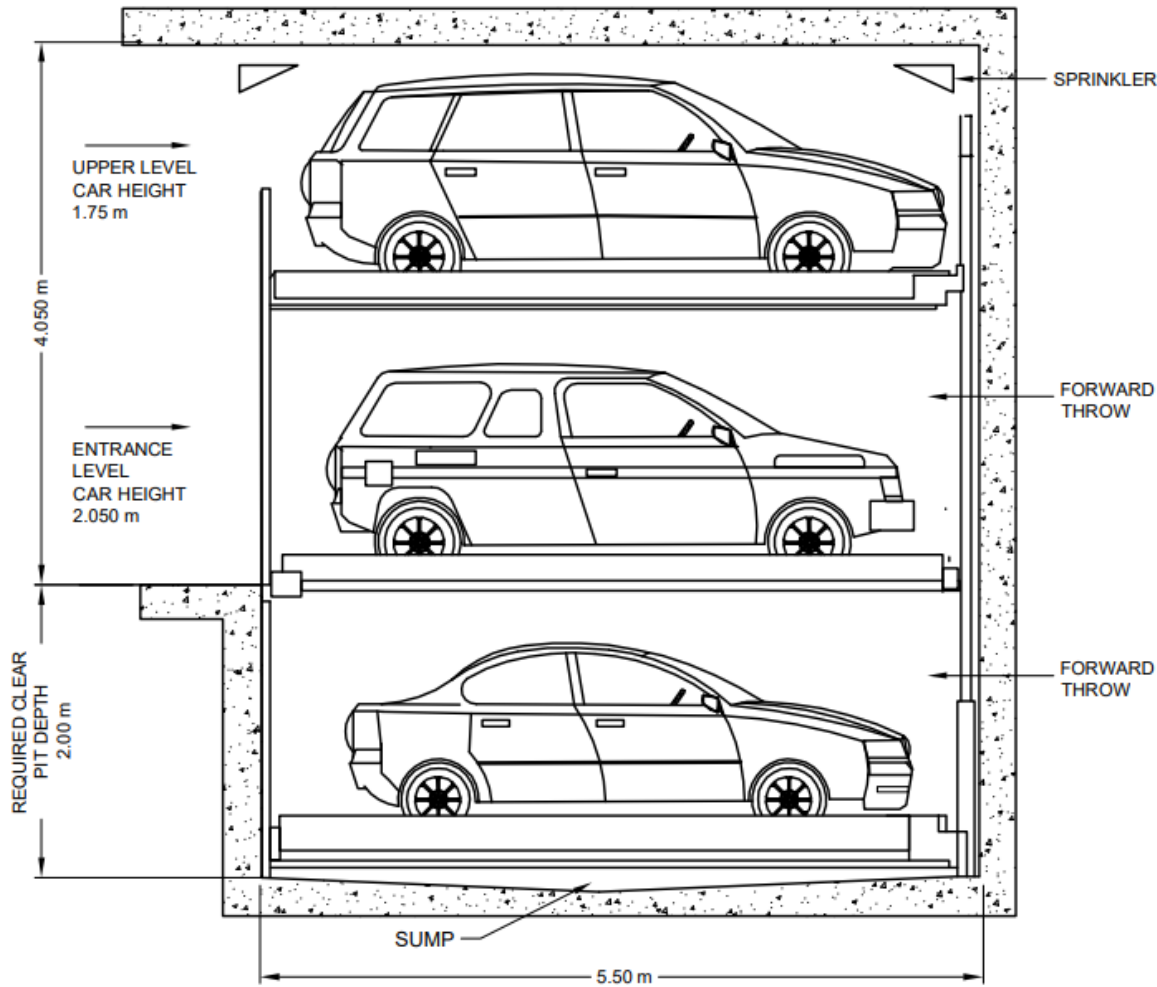 SPRINKLER
UPPER LEVEL
CAR HEIGHT
1.75 m
4.050 m
FORWARD
THROW
ENTRANCE
LEVEL
CAR HEIGHT
2.050 m
REQUIRED CLEAR
PIT DEPTH
2.00 m
FORWARD
THROW
SUMP
5.50 m